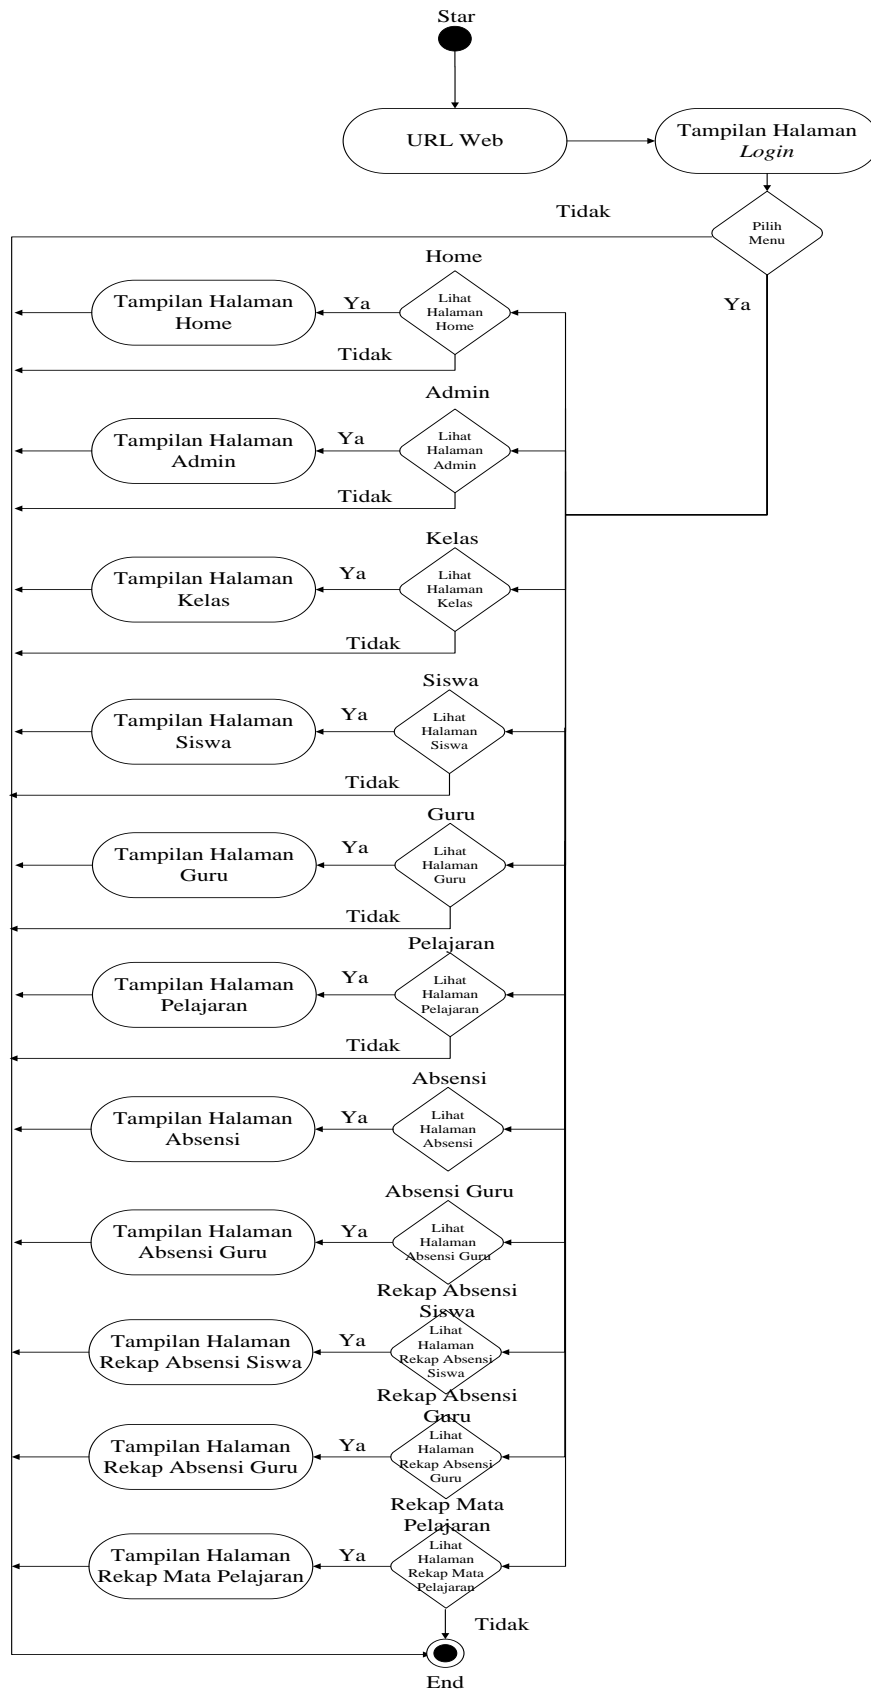 Star
URL Web
Tampilan Halaman
Login
Tidak
Pilih
Menu
Ya
Home
Tampilan Halaman
Home
Ya
Lihat
Halaman
Home
Tidak
Admin
Tampilan Halaman
Admin
Ya
Lihat
Halaman
Admin
Tidak
Kelas
Tampilan Halaman
Kelas
Ya
Lihat
Halaman
Kelas
Tidak
Siswa
Tampilan Halaman
Siswa
Ya
Lihat
Halaman
Siswa
Tidak
Guru
Tampilan Halaman
Guru
Ya
Lihat
Halaman
Guru
Tidak
Pelajaran
Tampilan Halaman
Pelajaran
Ya
Lihat
Halaman
Pelajaran
Tidak
Absensi
Tampilan Halaman
Absensi
Ya
Lihat
Halaman
Absensi
Absensi Guru
Tampilan Halaman
Absensi Guru
Ya
Lihat
Halaman
Absensi Guru
Rekap Absensi
Siswa
Tampilan Halaman
Rekap Absensi Siswa
Ya
Lihat
Halaman
Rekap Absensi
Siswa
Rekap Absensi
Guru
Tampilan Halaman
Rekap Absensi Guru
Ya
Lihat
Halaman
Rekap Absensi
Guru
Rekap Mata
Pelajaran
Tampilan Halaman
Rekap Mata Pelajaran
Ya
Lihat
Halaman
Rekap Mata
Pelajaran
Tidak
End